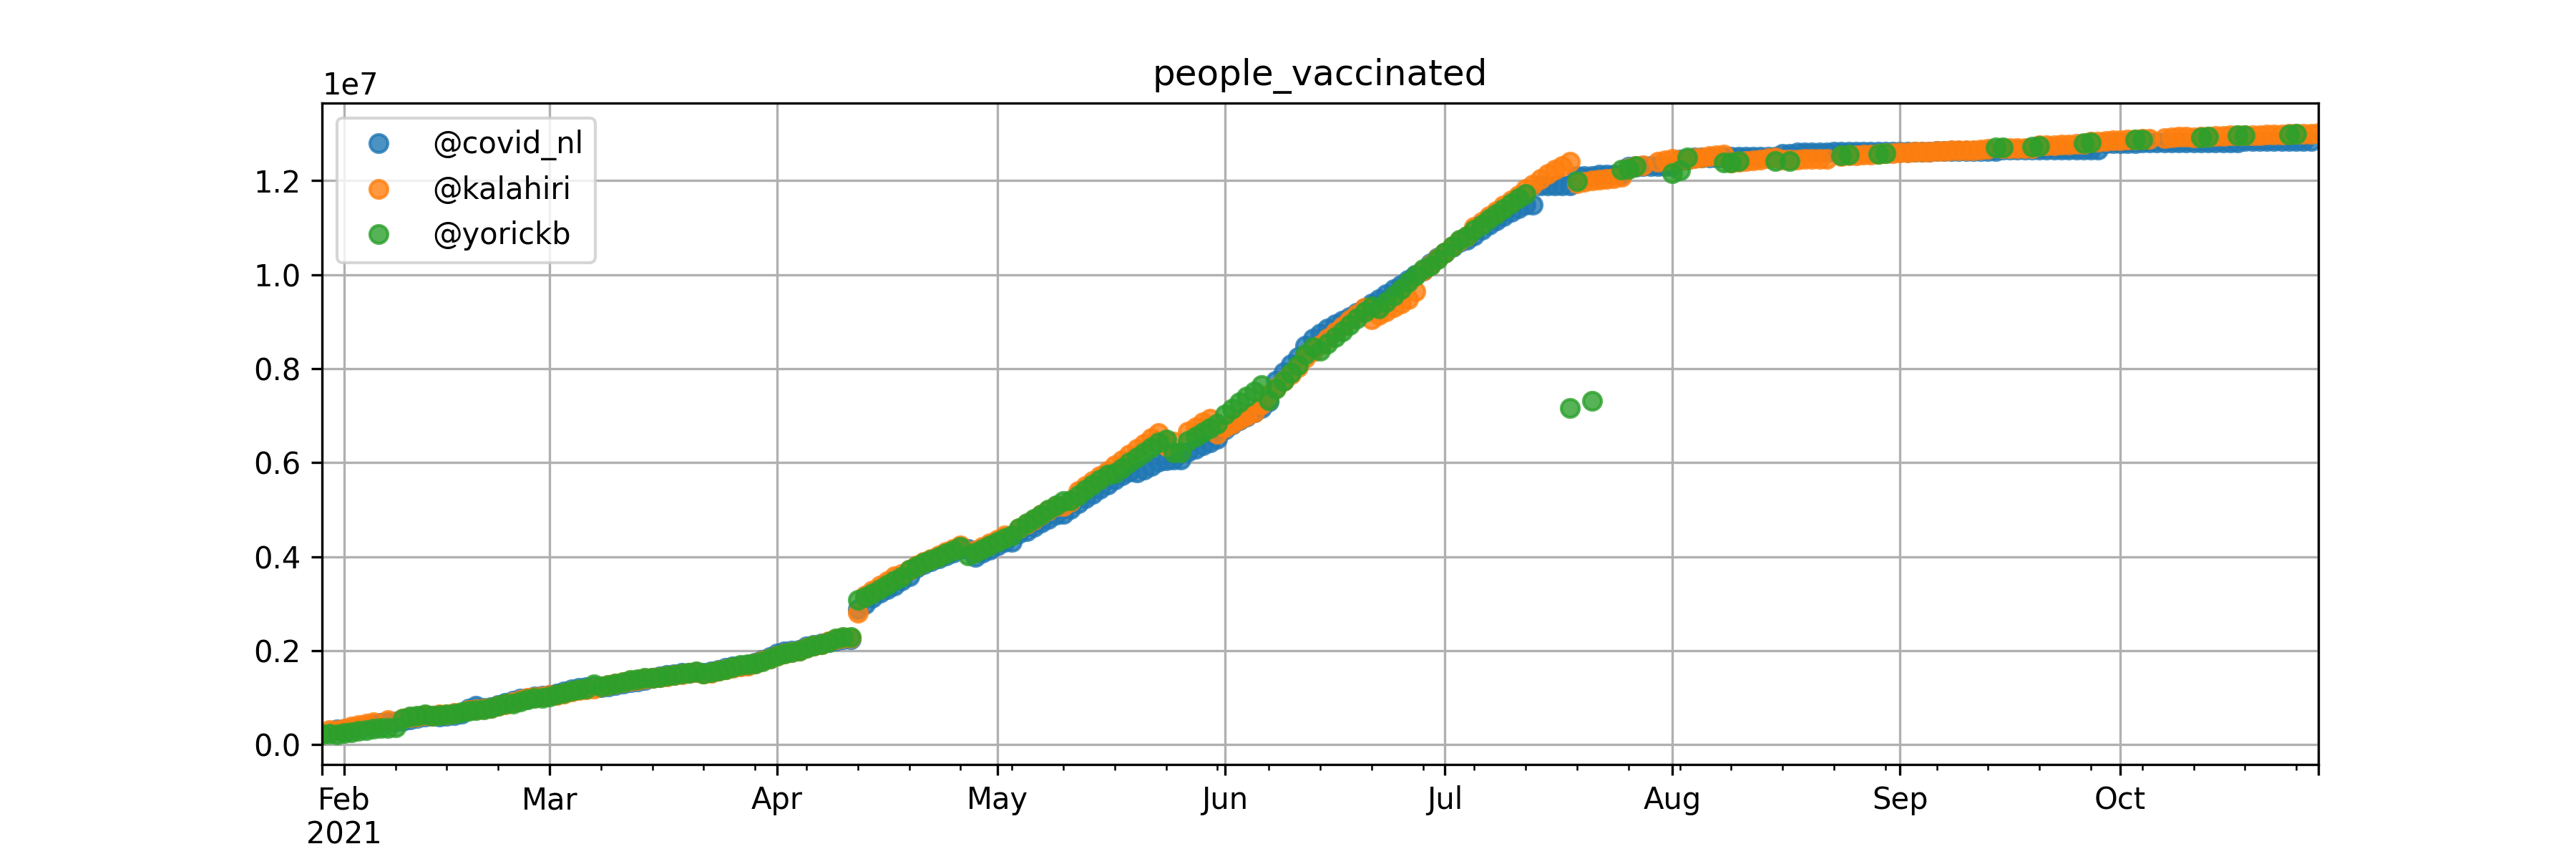 people_vaccinated
1e7
@covid_nl
@kalahiri
@yorickb
1.2
1.0
0.8
0.6
0.4
0.2
0.0
Feb Mar Apr May Jun Jul Aug Sep Oct
2021